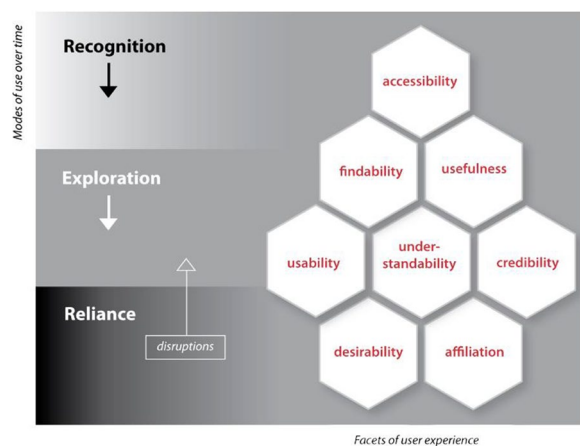 Modes of use over time
Recognition
Exploration
Reliance
disruptions
accessibility
findability
usefulness
usability
under-
standability
credibility
desirability
affiliation
Facets of user experience